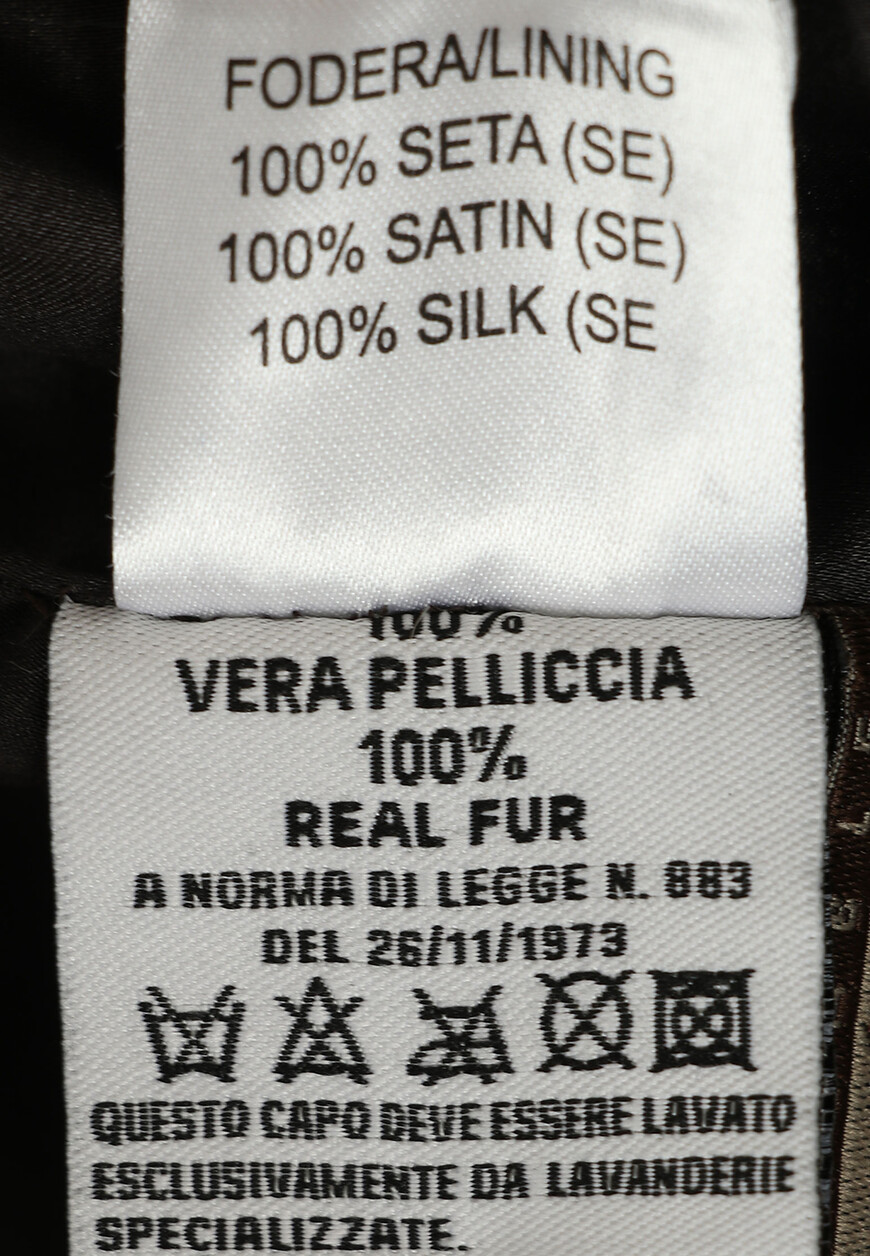 FODERA/LINING
100% SETA (SE)
100% SATIN (SE)
100% SILK (SE
100%
VERA PELLICCIA
100%
REAL FUR
A NORMA DI LEGGE N. 883
DEL 26/11/1973
QUESTO CAPO DEVE ESSERE LAVATO
ESCLUSIVAMENTE DA LAVANDERIE
SPECIALIZZATE.